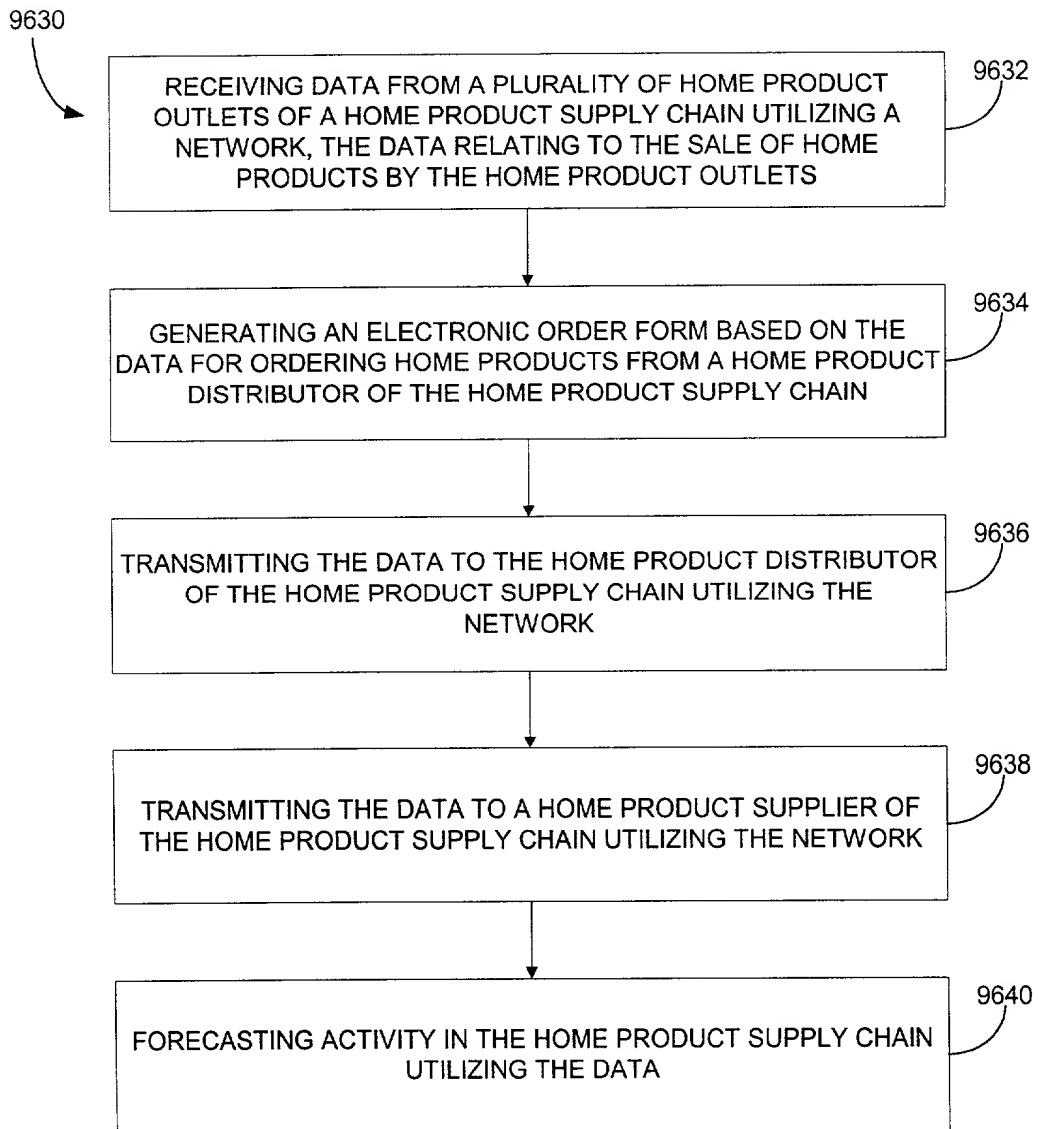 9630
9632
RECEIVING DATA FROM A PLURALITY OF HOME PRODUCT
OUTLETS OF A HOME PRODUCT SUPPLY CHAIN UTILIZING A
NETWORK, THE DATA RELATING TO THE SALE OF HOME
PRODUCTS BY THE HOME PRODUCT OUTLETS
9634
GENERATING AN ELECTRONIC ORDER FORM BASED ON THE
DATA FOR ORDERING HOME PRODUCTS FROM A HOME PRODUCT
DISTRIBUTOR OF THE HOME PRODUCT SUPPLY CHAIN
9636
TRANSMITTING THE DATA TO THE HOME PRODUCT DISTRIBUTOR
OF THE HOME PRODUCT SUPPLY CHAIN UTILIZING THE
NETWORK
9638
TRANSMITTING THE DATA TO A HOME PRODUCT SUPPLIER OF
THE HOME PRODUCT SUPPLY CHAIN UTILIZING THE NETWORK
9640
FORECASTING ACTIVITY IN THE HOME PRODUCT SUPPLY CHAIN
UTILIZING THE DATA